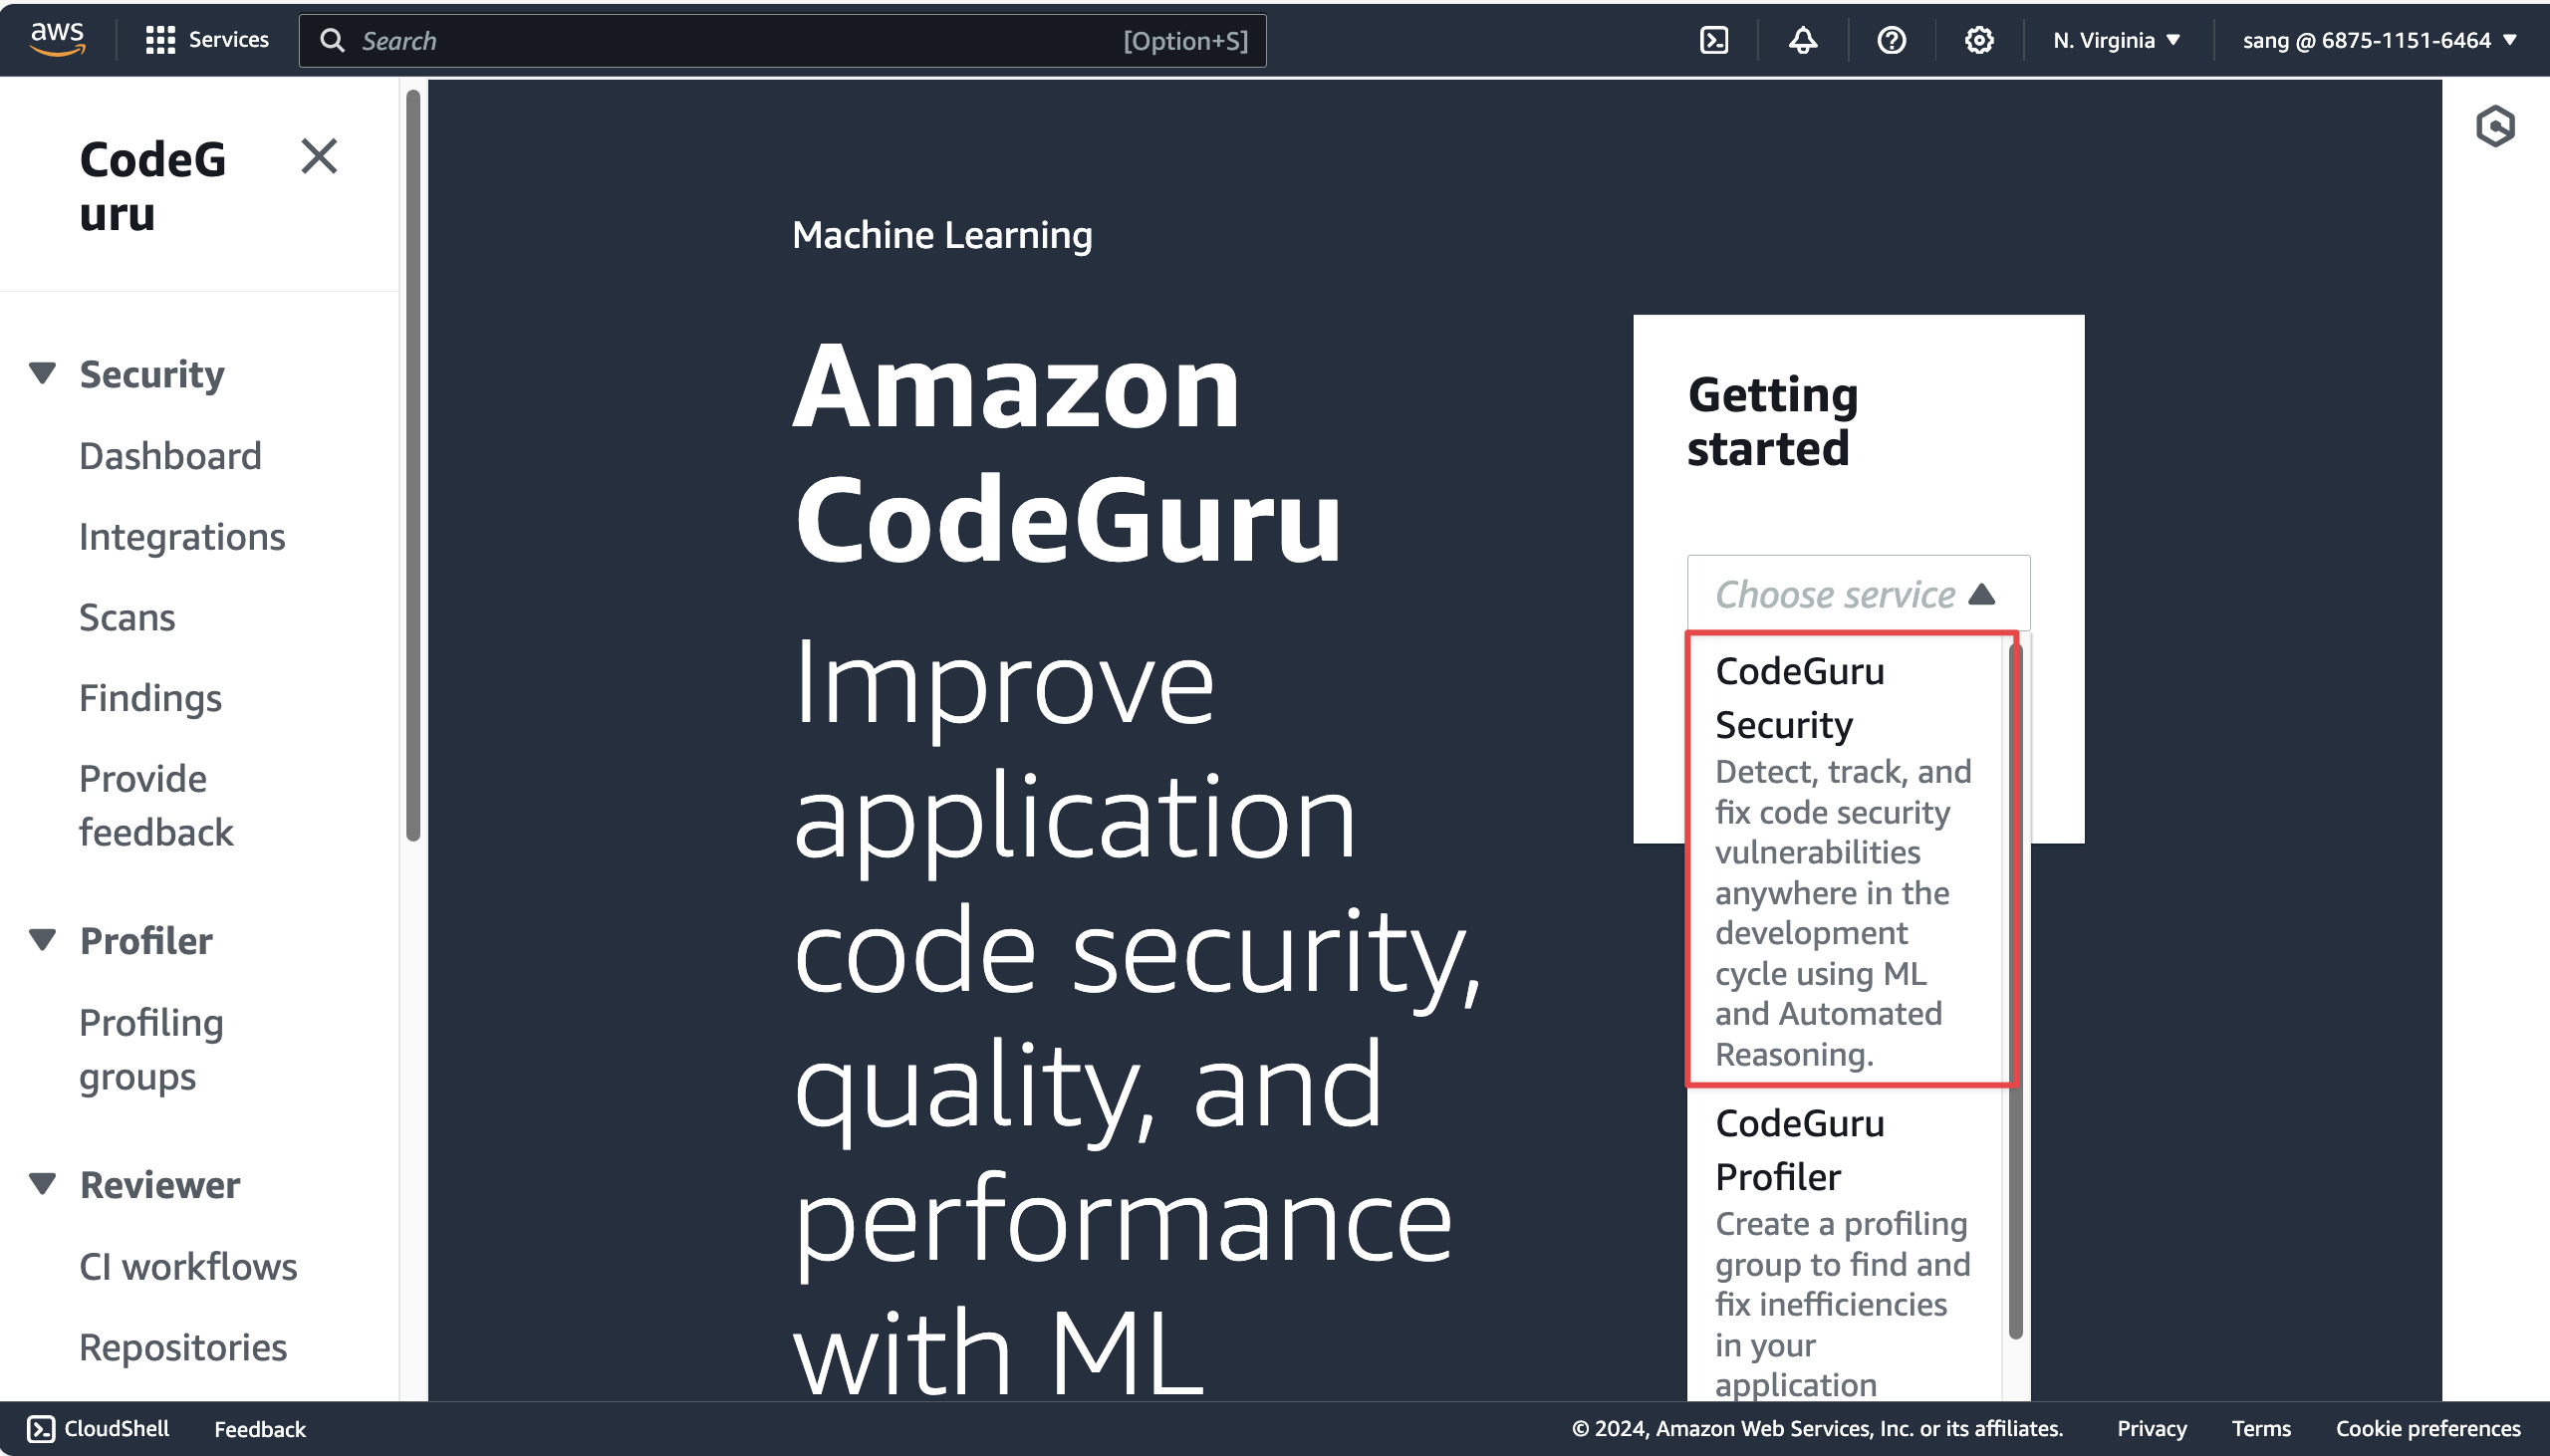 aws
Services
Search
[Option+S]
N. Virginia
sang @ 6875-1151-6464
CodeG
uru
Security
Dashboard
Integrations
Scans
Findings
Provide
feedback
Profiler
Profiling
groups
Reviewer
CI workflows
Repositories
Machine Learning
Amazon
CodeGuru
Improve
application
code security,
quality, and
performance
with ML
Getting
started
Choose service
CodeGuru
Security
Detect, track, and
fix code security
vulnerabilities
anywhere in the
development
cycle using ML
and Automated
Reasoning.
CodeGuru
Profiler
Create a profiling
group to find and
fix inefficiencies
in your
application
CloudShell
Feedback
© 2024, Amazon Web Services, Inc. or its affiliates.
Privacy
Terms
Cookie preferences